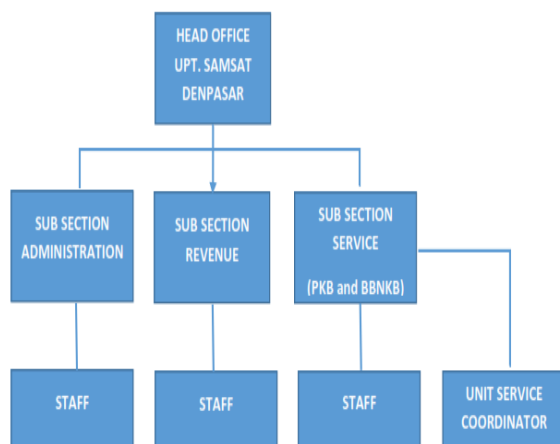 HEAD OFFICE
UPT. SAMSAT
DENPASAR
SUB SECTION
ADMINISTRATION
SUB SECTION
REVENUE
SUB SECTION
SERVICE
(PKB and BBNKB)
STAFF
STAFF
STAFF
UNIT SERVICE
COORDINATOR